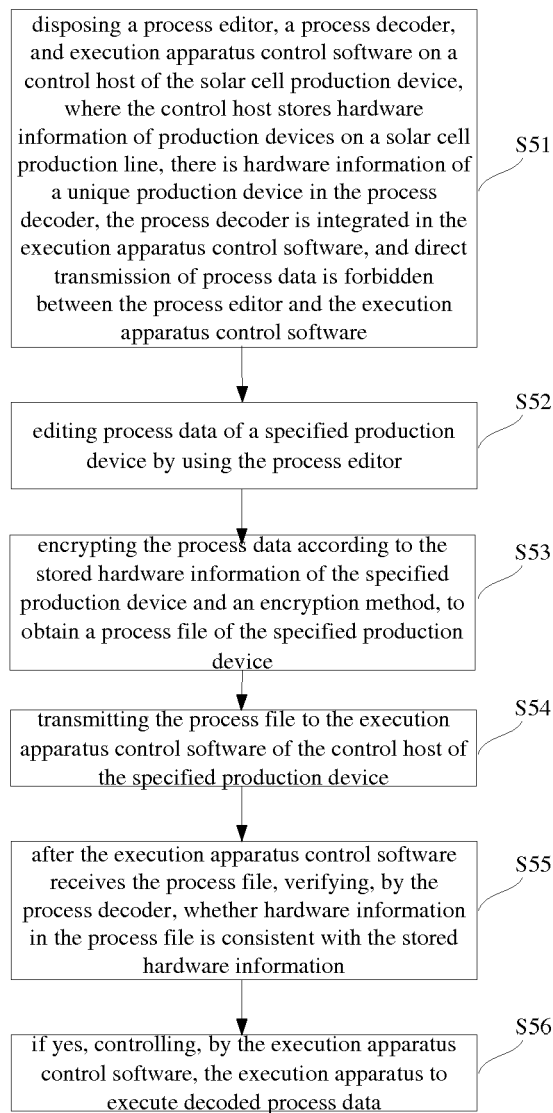 disposing a process editor, a process decoder,
and execution apparatus control software on a
control host of the solar cell production device,
where the control host stores hardware
information of production devices on a solar cell
production line, there is hardware information of
a unique production device in the process
decoder, the process decoder is integrated in the
execution apparatus control software, and direct
transmission of process data is forbidden
between the process editor and the execution
apparatus control software
S51
editing process data of a specified production
device by using the process editor
S52
encrypting the process data according to the
stored hardware information of the specified
production device and an encryption method, to
obtain a process file of the specified production
device
S53
transmitting the process file to the execution
apparatus control software of the control host of
the specified production device
S54
after the execution apparatus control software
receives the process file, verifying, by the
process decoder, whether hardware information
in the process file is consistent with the stored
hardware information
S55
if yes, controlling, by the execution apparatus
control software, the execution apparatus to
execute decoded process data
S56